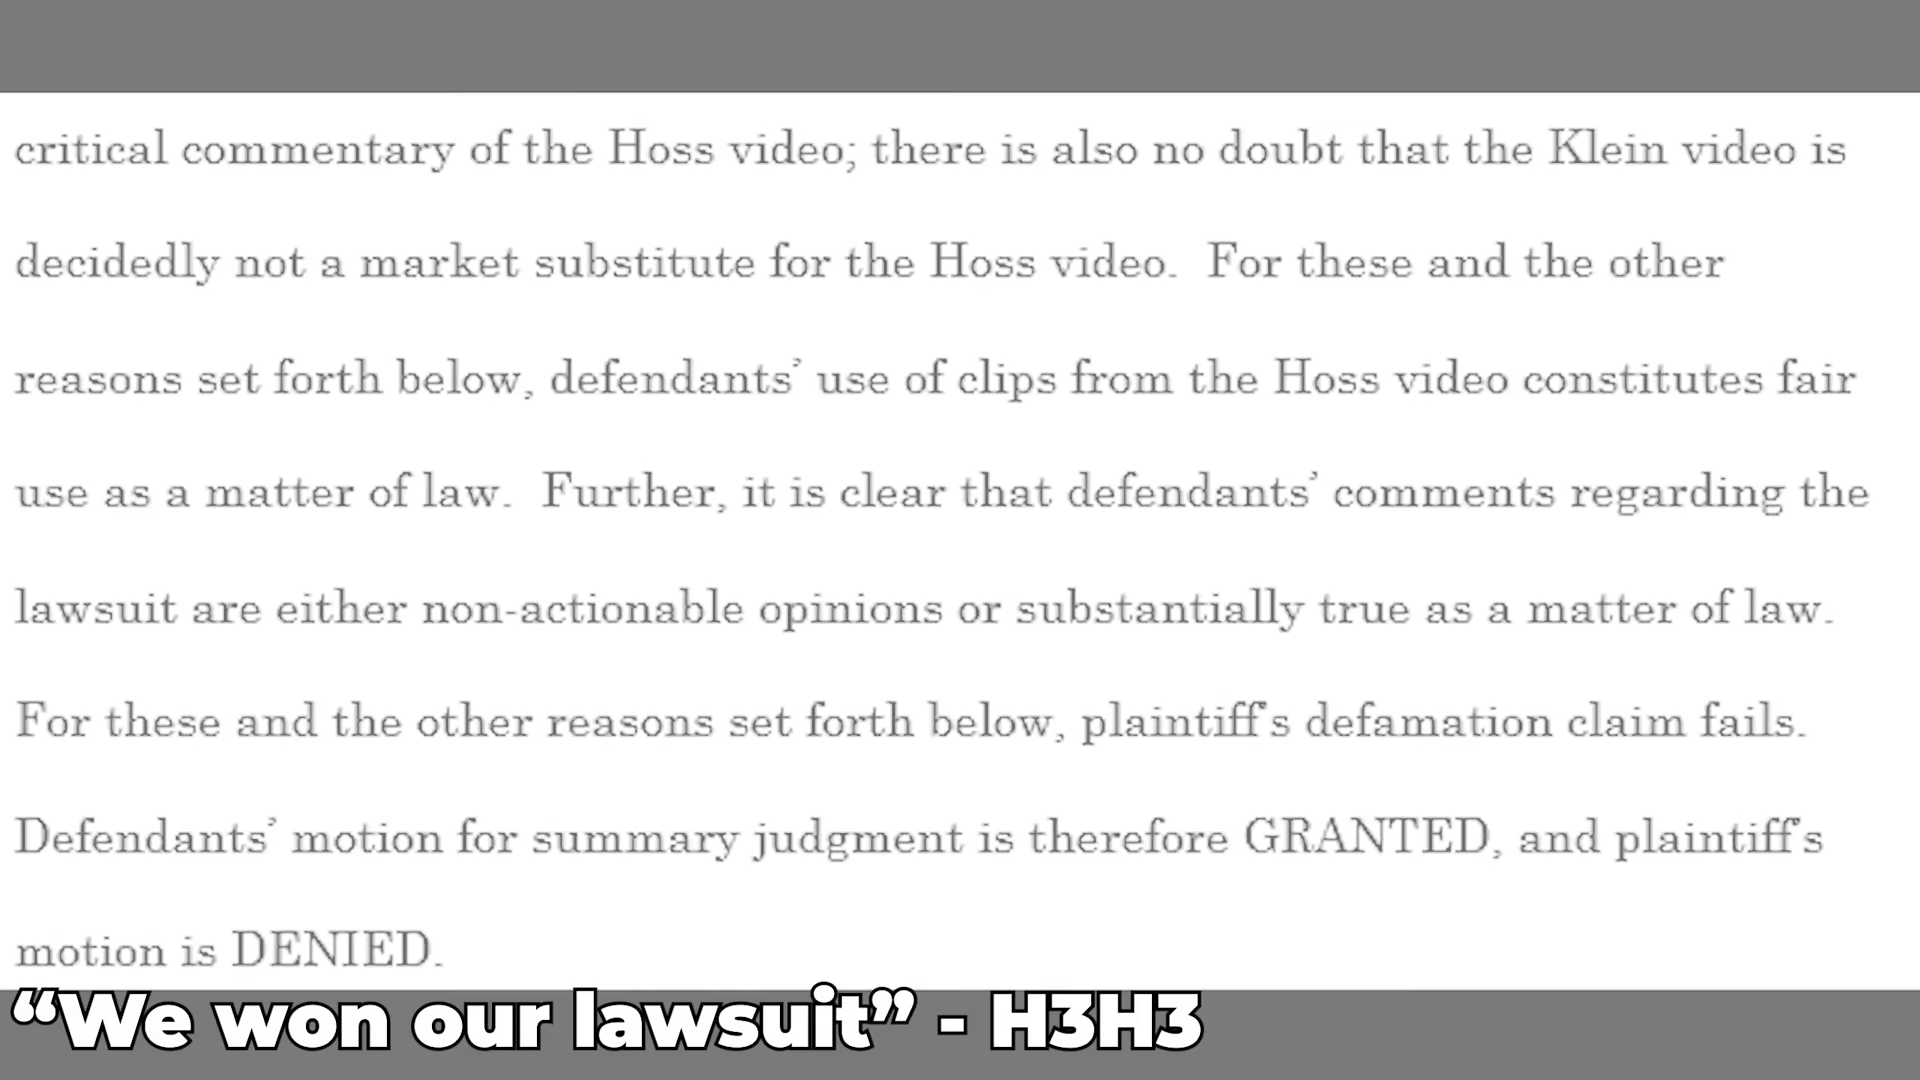 critical commentary of the Hoss video; there is also no doubt that the Klein video is
decidedly not a market substitute for the Hoss video.  For these and the other
reasons set forth below, defendants’ use of clips from the Hoss video constitutes fair
use as a matter of law.  Further, it is clear that defendants’ comments regarding the
lawsuit are either non-actionable opinions or substantially true as a matter of law.
For these and the other reasons set forth below, plaintiff’s defamation claim fails.
Defendants’ motion for summary judgment is therefore GRANTED, and plaintiff’s
motion is DENIED.
“We won our lawsuit” - H3H3